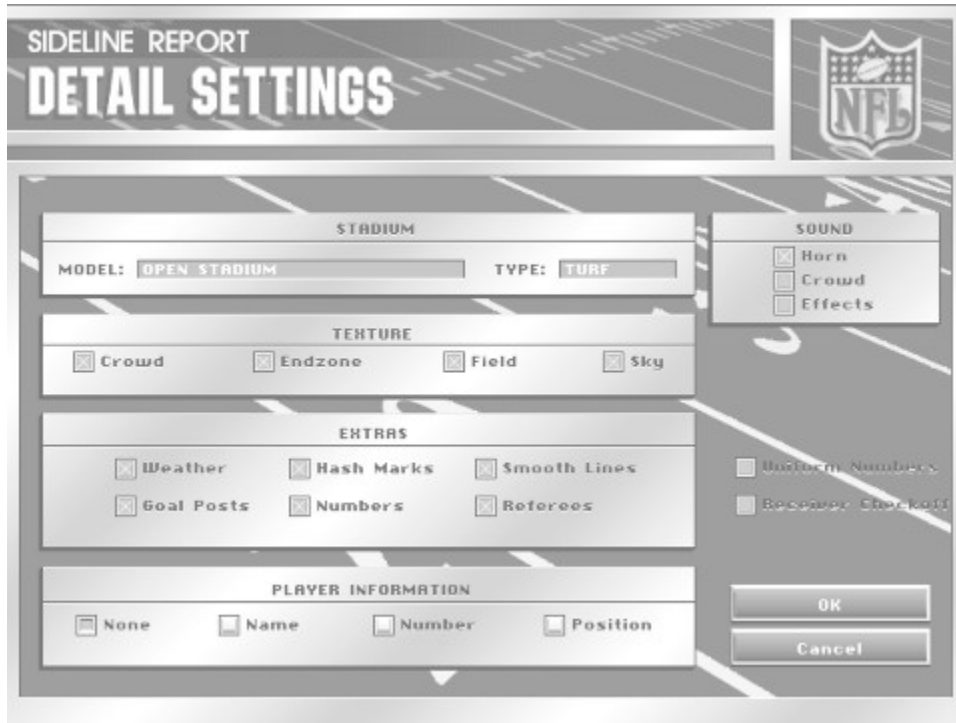 SIDELINE REPORT
DETAIL SETTINGS
NFL
STADIUM
MODEL: OPEN STADIUM TYPE: TURF
SOUND
Horn
Crowd
Effects
TEXTURE
Crowd Endzone Field Sky
EXTRAS
Weather Hash Marks Smooth Lines
Goal Posts Numbers Referees
Uniform Numbers
Receiver Checkoff
PLAYER INFORMATION
None Name Number Position
OK
Cancel